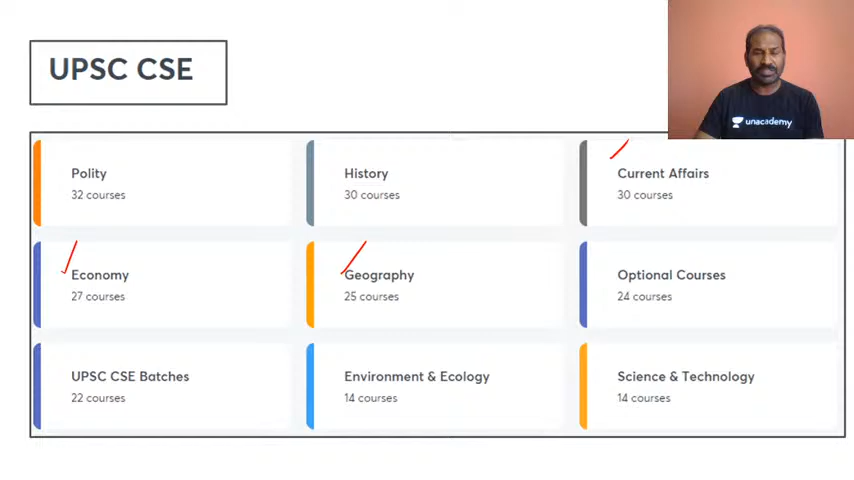 UPSC CSE
unacademy
Polity
32 courses
History
30 courses
Current Affairs
30 courses
Economy
27 courses
Geography
25 courses
Optional Courses
24 courses
UPSC CSE Batches
22 courses
Environment & Ecology
14 courses
Science & Technology
14 courses